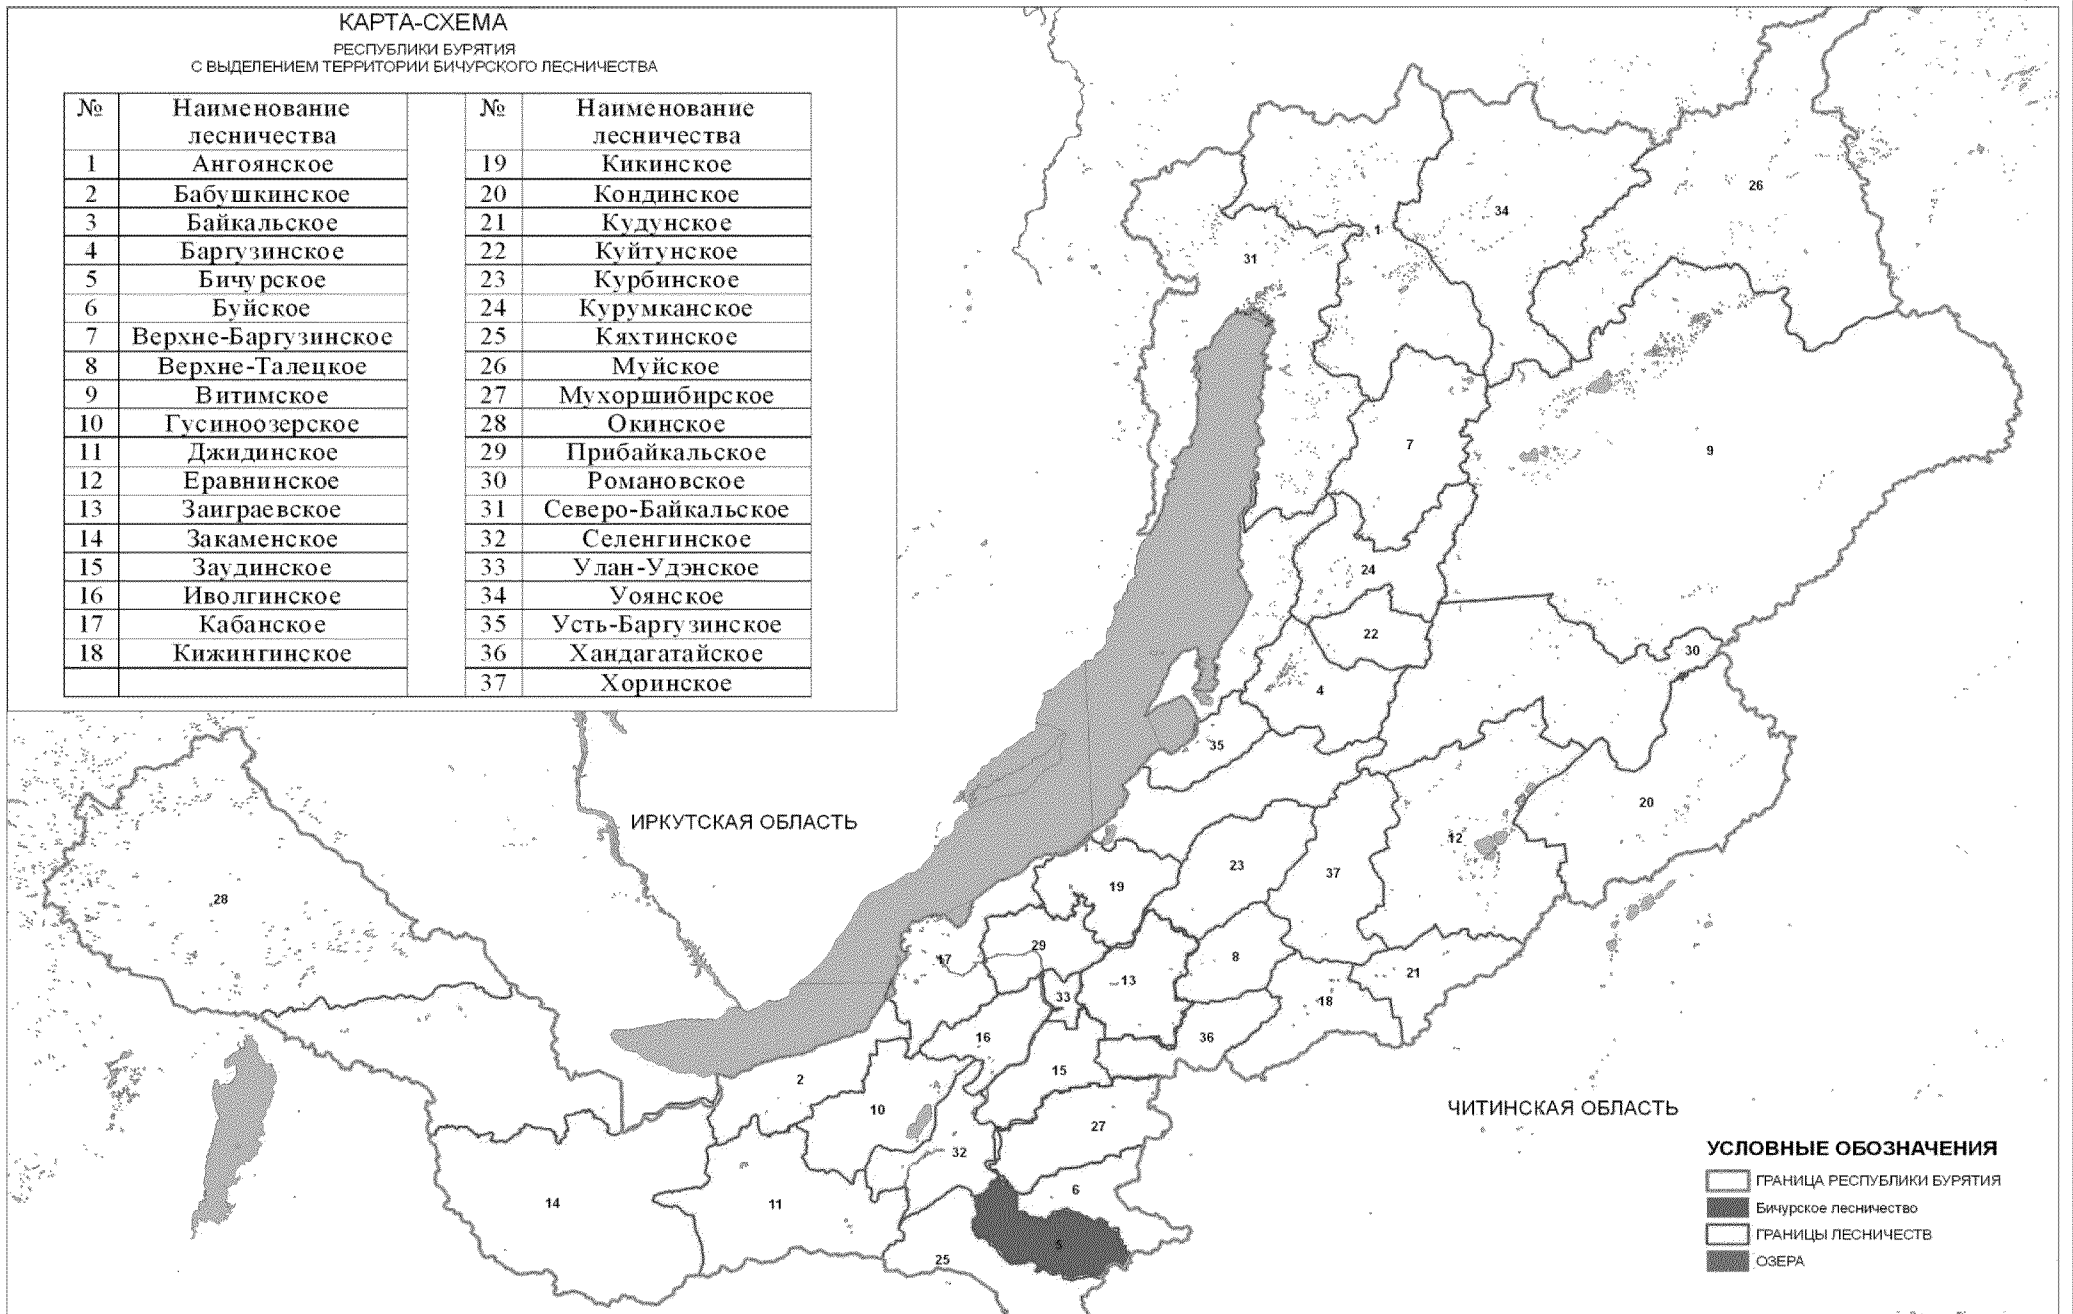 КАРТА-СХЕМА
РЕСПУБЛИКИ БУРЯТИЯ
С ВЫДЕЛЕНИЕМ ТЕРРИТОРИИ БИЧУРСКОГО ЛЕСНИЧЕСТВА
№ Наименование лесничества № Наименование лесничества
1 Ангоянское 19 Кикинское
2 Бабушкинское 20 Кондинское
3 Байкальское 21 Кудунское
4 Баргузинское 22 Куйтунское
5 Бичурское 23 Курбинское
6 Буйское 24 Курумканское
7 Верхне-Баргузинское 25 Кяхтинское
8 Верхне-Талецкое 26 Муйское
9 Витимское 27 Мухоршибирское
10 Гусиноозерское 28 Окинское
11 Джидинское 29 Прибайкальское
12 Еравнинское 30 Романовское
13 Заиграевское 31 Северо-Байкальское
14 Закаменское 32 Селенгинское
15 Заудинское 33 Улан-Удэнское
16 Иволгинское 34 Уоянское
17 Кабанское 35 Усть-Баргузинское
18 Кижингинское 36 Хандагатайское
37 Хоринское
26
34
1
31
7
9
24
22
30
4
35
20
ИРКУТСКАЯ ОБЛАСТЬ
12
23
37
19
28
29
17
8
21
13
33
18
16
36
15
2
10
ЧИТИНСКАЯ ОБЛАСТЬ
27
32
6
14
11
5
25
УСЛОВНЫЕ ОБОЗНАЧЕНИЯ
ГРАНИЦА РЕСПУБЛИКИ БУРЯТИЯ
Бичурское лесничество
ГРАНИЦЫ ЛЕСНИЧЕСТВ
ОЗЕРА